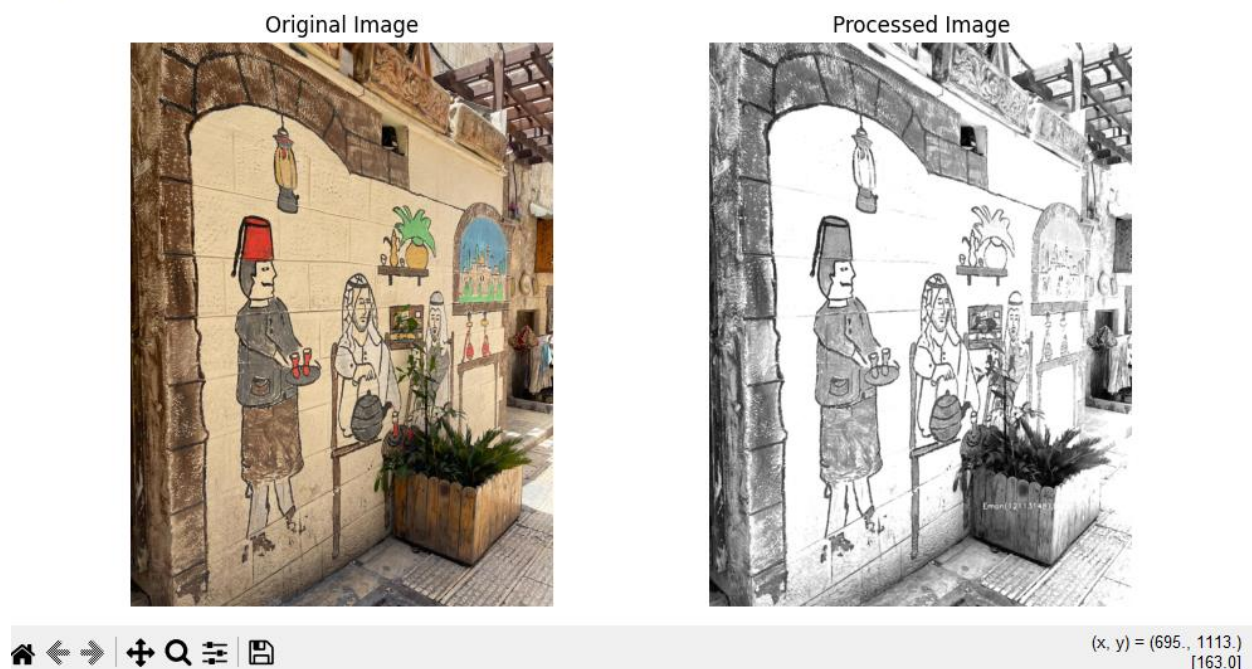 Original Image
Processed Image
(x, y) = (695., 1113.)
[163.0]